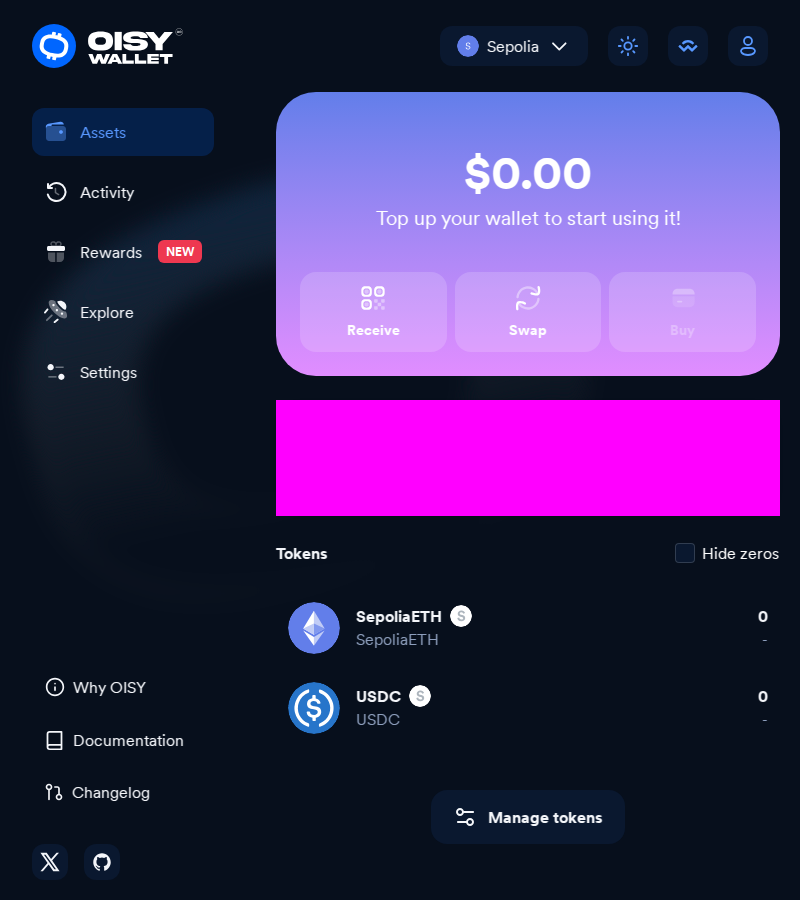 OISY
WALLET
Sepolia
Assets
Activity
Rewards NEW
Explore
Settings
$0.00
Top up your wallet to start using it!
Receive
Swap
Buy
Tokens
Hide zeros
SepoliaETH S
0
SepoliaETH
-
USDC S
0
USDC
-
Manage tokens
Why OISY
Documentation
Changelog